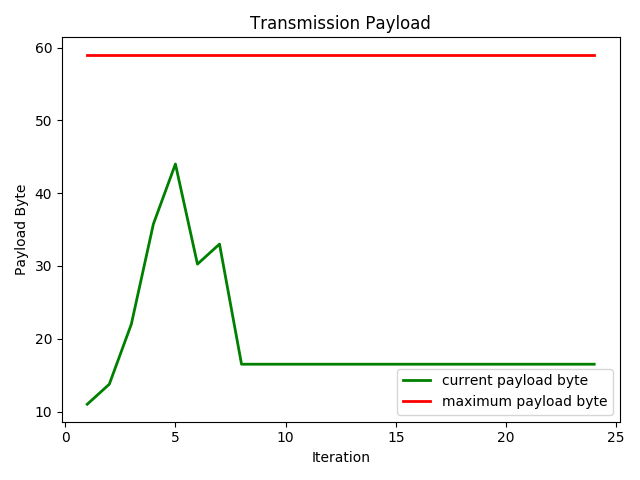 Transmission Payload
60
50
40
30
20
10
Payload Byte
0
5
10
15
20
25
Iteration
current payload byte
maximum payload byte